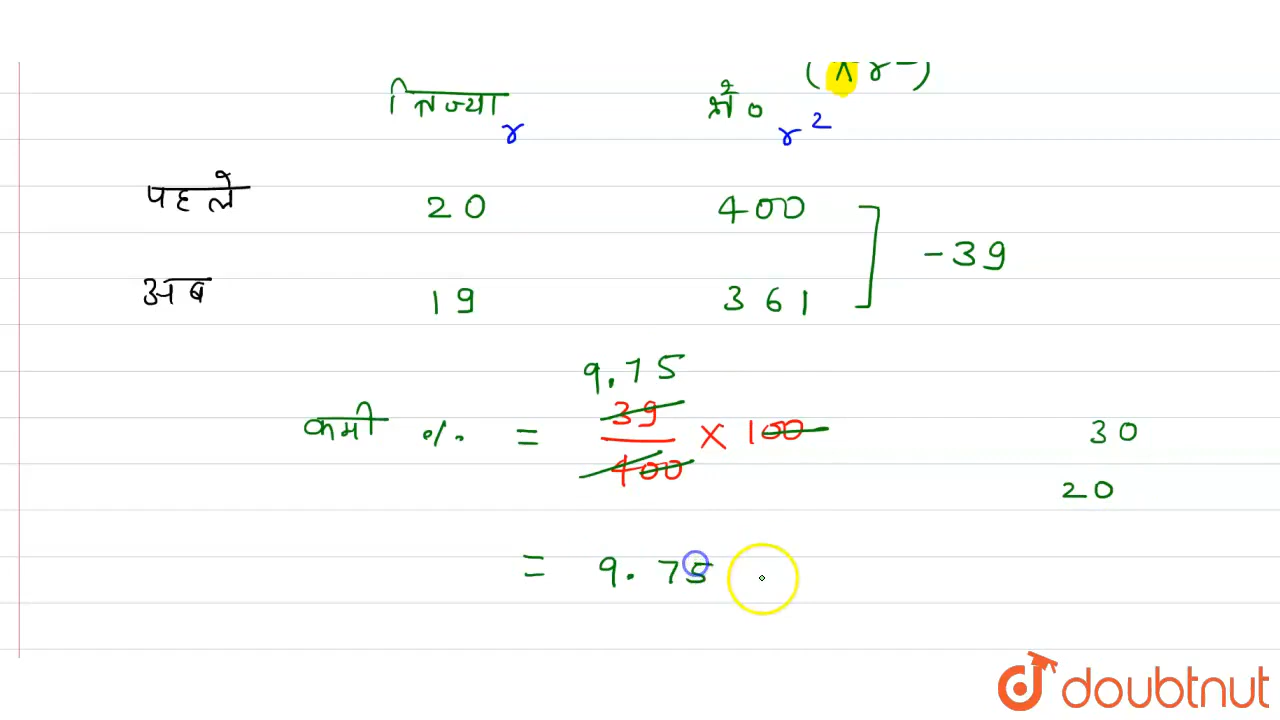 (π r²)
त्रिज्या r क्षे० r²
पहले 20 400
- 39
अब 19 361
9.75
कमी % = 39/400 × 100
30
20
= 9.75
doubtnut